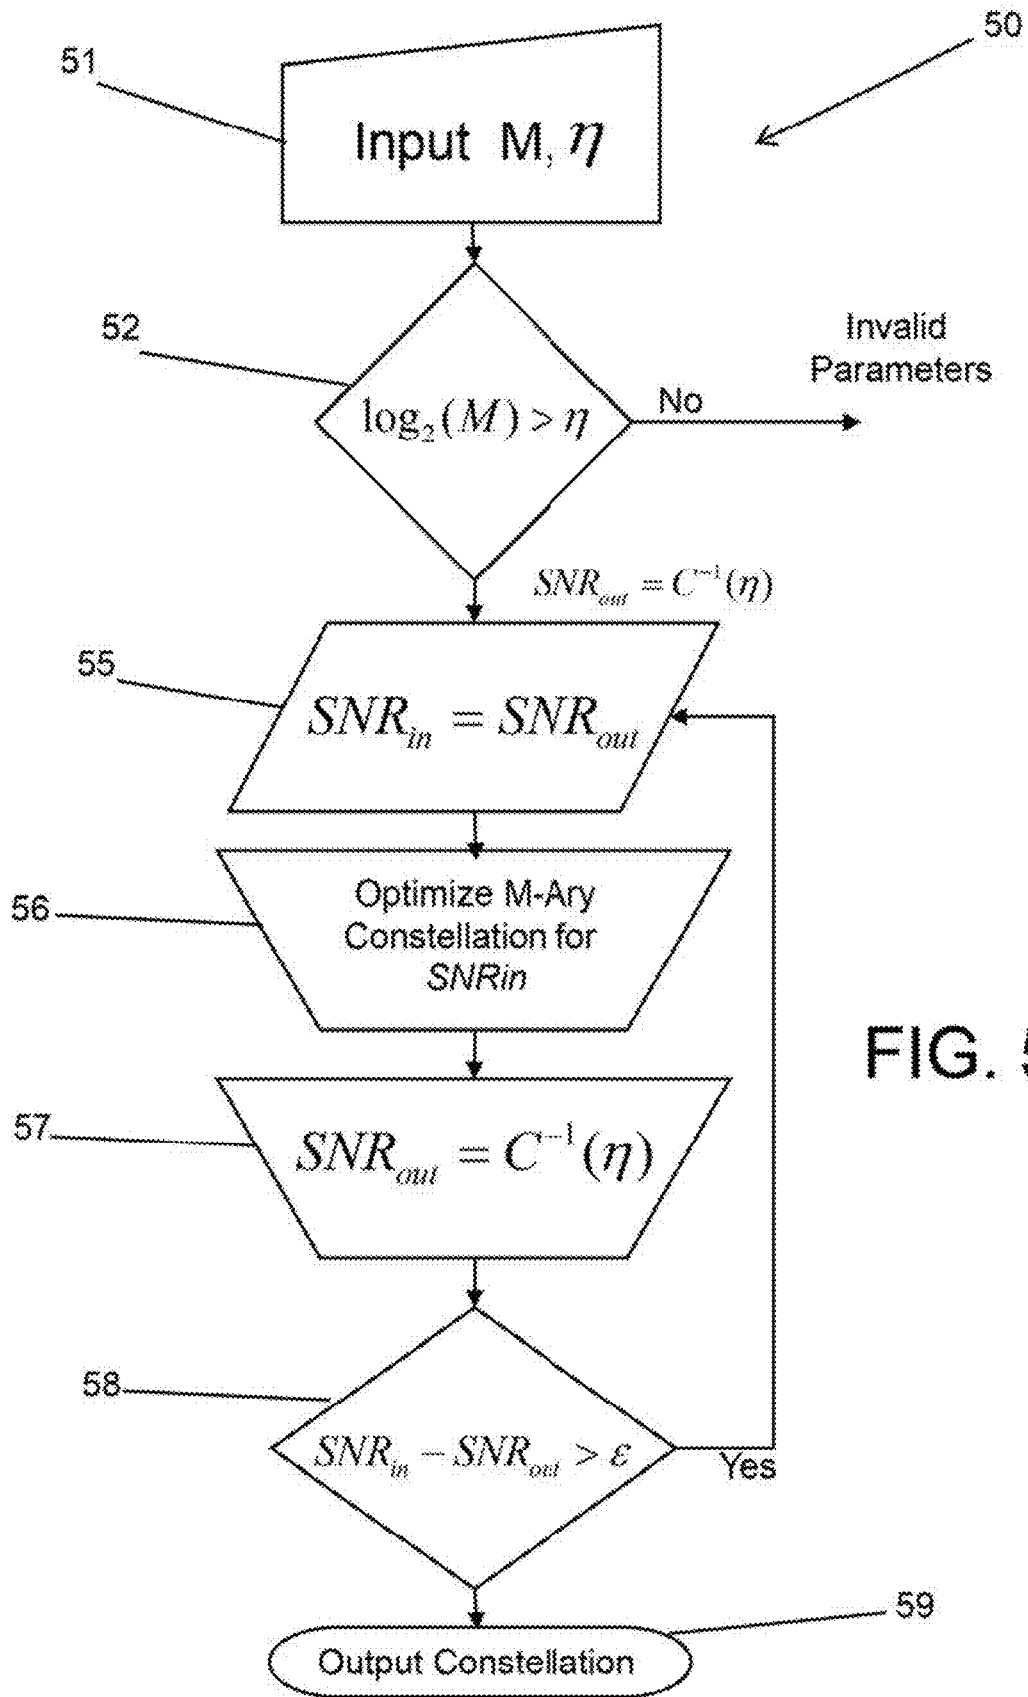 50
51
Input M, η
52
log₂(M) > η
No
Invalid
Parameters
SNR_out = C⁻¹(η)
55
SNR_in = SNR_out
56
Optimize M-Ary
Constellation for
SNRin
FIG. 5
57
SNR_out = C⁻¹(η)
58
SNR_in − SNR_out > ε
Yes
59
Output Constellation